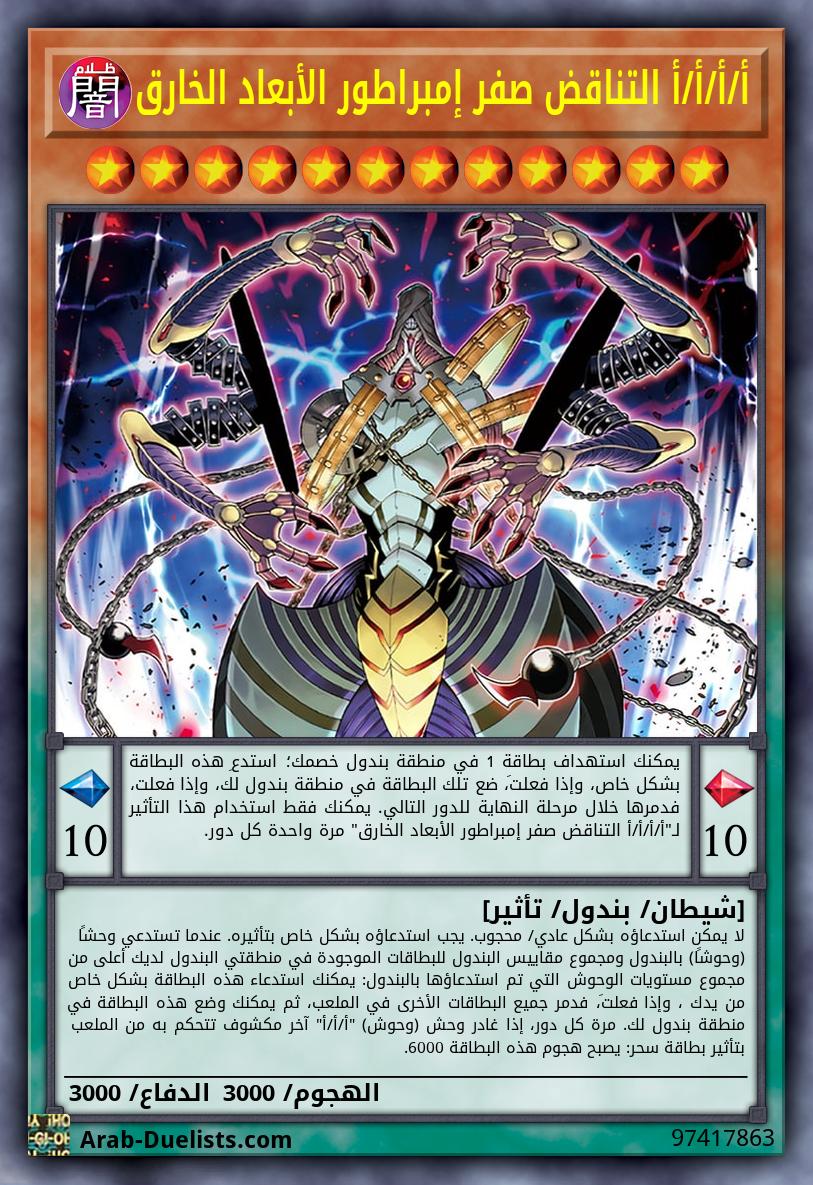 أ/أ/أ/أ التناقض صفر إمبراطور الأبعاد الخارق
ظلام
闇
يمكنك استهداف بطاقة 1 في منطقة بندول خصمك؛ استدعِ هذه البطاقة
بشكل خاص، وإذا فعلتَ، ضع تلك البطاقة في منطقة بندول لك، وإذا فعلت،
فدمرها خلال مرحلة النهاية للدور التالي. يمكنك فقط استخدام هذا التأثير
لـ"أ/أ/أ/أ التناقض صفر إمبراطور الأبعاد الخارق" مرة واحدة كل دور.
10
10
[شيطان/ بندول/ تأثير]
لا يمكن استدعاؤه بشكل عادي/ محجوب. يجب استدعاؤه بشكل خاص بتأثيره. عندما تستدعي وحشًا
(وحوشًا) بالبندول ومجموع مقاييس البندول للبطاقات الموجودة في منطقتي البندول لديك أعلى من
مجموع مستويات الوحوش التي تم استدعاؤها بالبندول: يمكنك استدعاء هذه البطاقة بشكل خاص
من يدك ، وإذا فعلتَ، فدمر جميع البطاقات الأخرى في الملعب، ثم يمكنك وضع هذه البطاقة في
منطقة بندول لك. مرة كل دور، إذا غادر وحش (وحوش) "أ/أ/أ" آخر مكشوف تتحكم به من الملعب
بتأثير بطاقة سحر: يصبح هجوم هذه البطاقة 6000.
الهجوم/ 3000 الدفاع/ 3000
Arab-Duelists.com
97417863